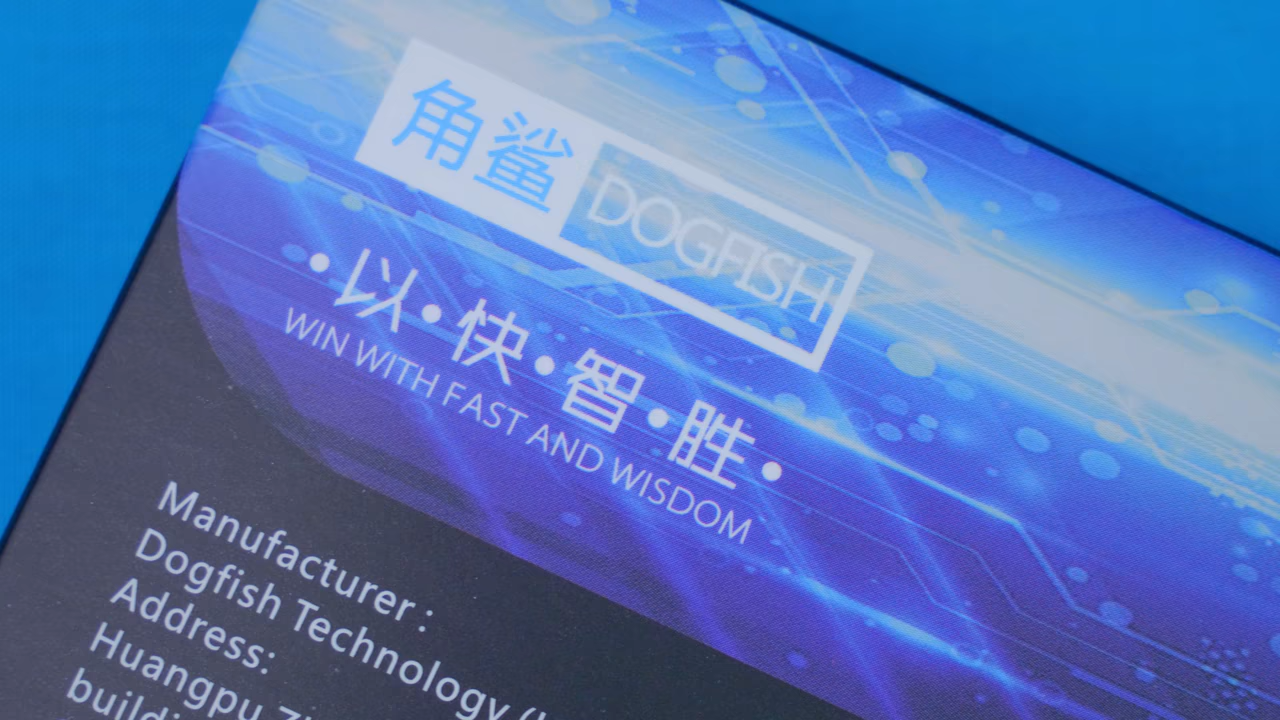 角鲨 DOGFISH
•以•快•智•胜•
WIN WITH FAST AND WISDOM
Manufacturer :
Dogfish Technology
Address:
Huangpu